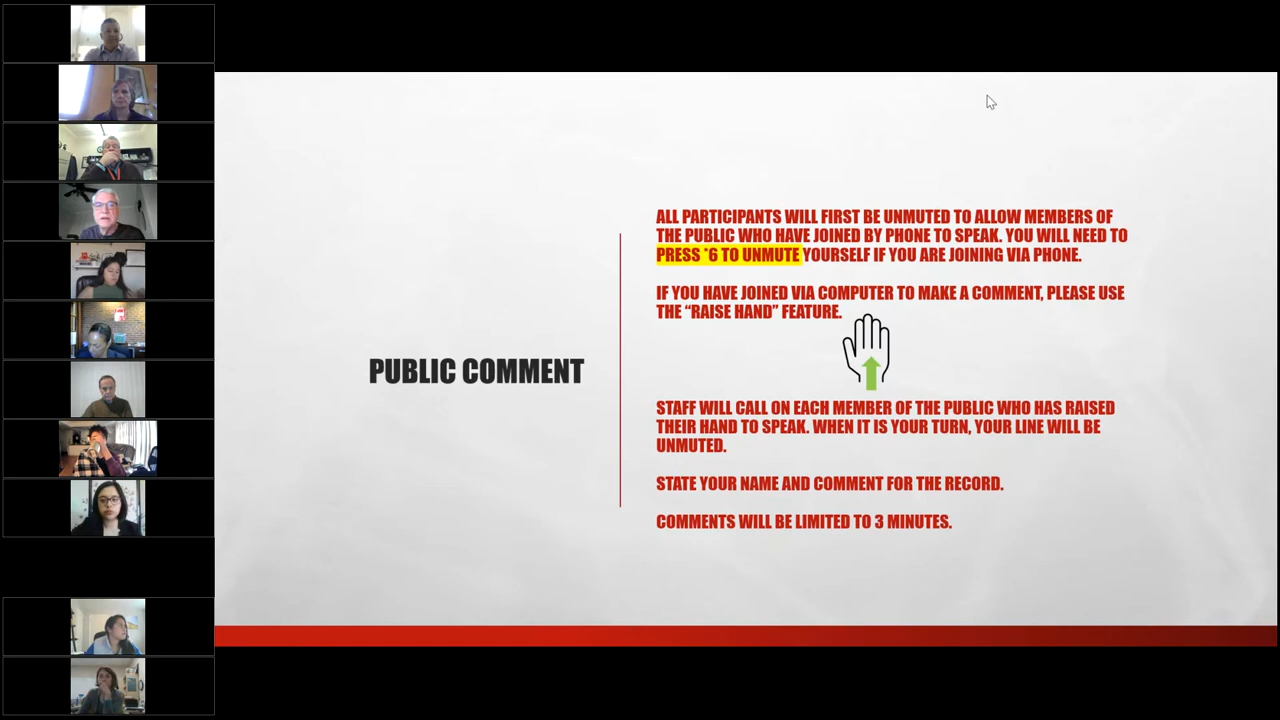 PUBLIC COMMENT
ALL PARTICIPANTS WILL FIRST BE UNMUTED TO ALLOW MEMBERS OF
THE PUBLIC WHO HAVE JOINED BY PHONE TO SPEAK. YOU WILL NEED TO
PRESS *6 TO UNMUTE YOURSELF IF YOU ARE JOINING VIA PHONE.
IF YOU HAVE JOINED VIA COMPUTER TO MAKE A COMMENT, PLEASE USE
THE “RAISE HAND” FEATURE.
STAFF WILL CALL ON EACH MEMBER OF THE PUBLIC WHO HAS RAISED
THEIR HAND TO SPEAK. WHEN IT IS YOUR TURN, YOUR LINE WILL BE
UNMUTED.
STATE YOUR NAME AND COMMENT FOR THE RECORD.
COMMENTS WILL BE LIMITED TO 3 MINUTES.